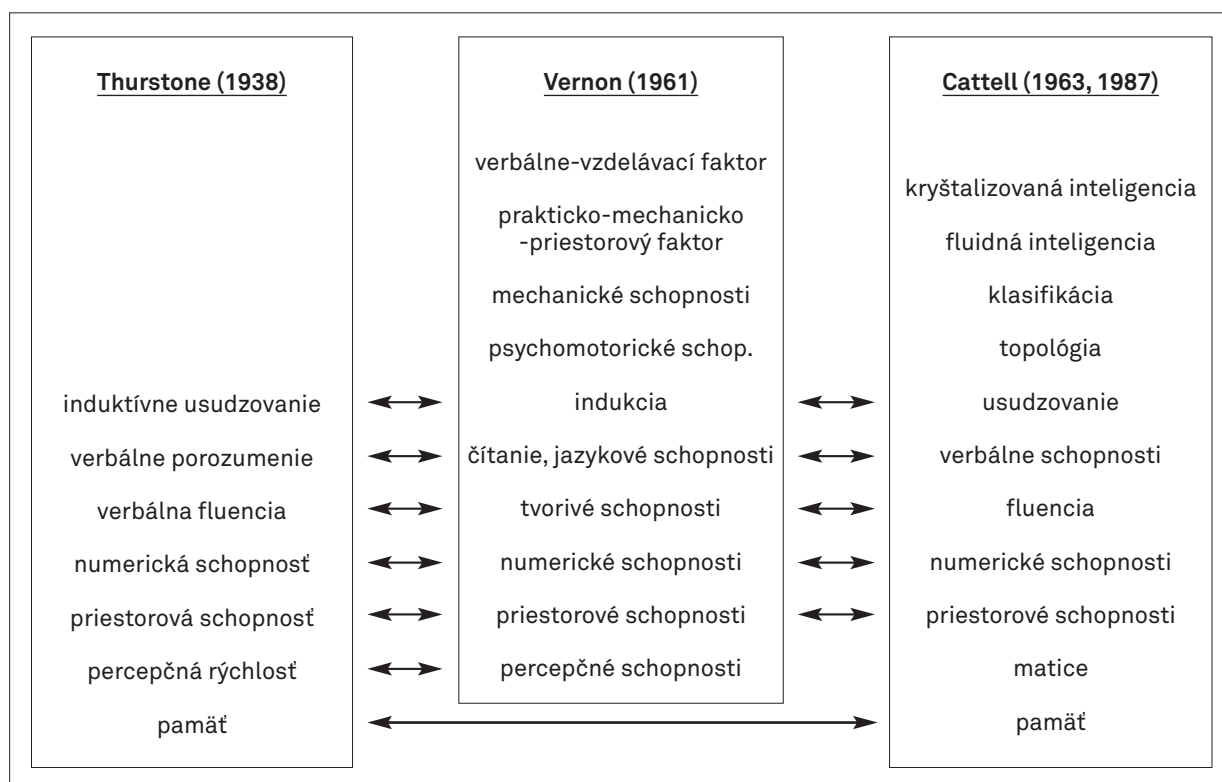 Thurstone (1938)
induktívne usudzovanie
verbálne porozumenie
verbálna fluencia
numerická schopnosť
priestorová schopnosť
percepčná rýchlosť
pamäť
Vernon (1961)
verbálne-vzdelávací faktor
prakticko-mechanicko
-priestorový faktor
mechanické schopnosti
psychomotorické schop.
indukcia
čítanie, jazykové schopnosti
tvorivé schopnosti
numerické schopnosti
priestorové schopnosti
percepčné schopnosti
Cattell (1963, 1987)
kryštalizovaná inteligencia
fluidná inteligencia
klasifikácia
topológia
usudzovanie
verbálne schopnosti
fluencia
numerické schopnosti
priestorové schopnosti
matice
pamäť